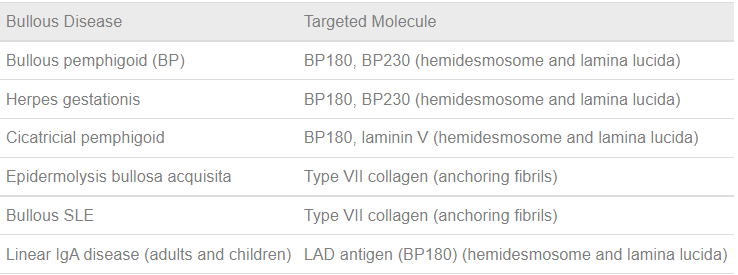 Bullous Disease Targeted Molecule
Bullous pemphigoid (BP) BP180, BP230 (hemidesmosome and lamina lucida)
Herpes gestationis BP180, BP230 (hemidesmosome and lamina lucida)
Cicatricial pemphigoid BP180, laminin V (hemidesmosome and lamina lucida)
Epidermolysis bullosa acquisita Type VII collagen (anchoring fibrils)
Bullous SLE Type VII collagen (anchoring fibrils)
Linear IgA disease (adults and children) LAD antigen (BP180) (hemidesmosome and lamina lucida)